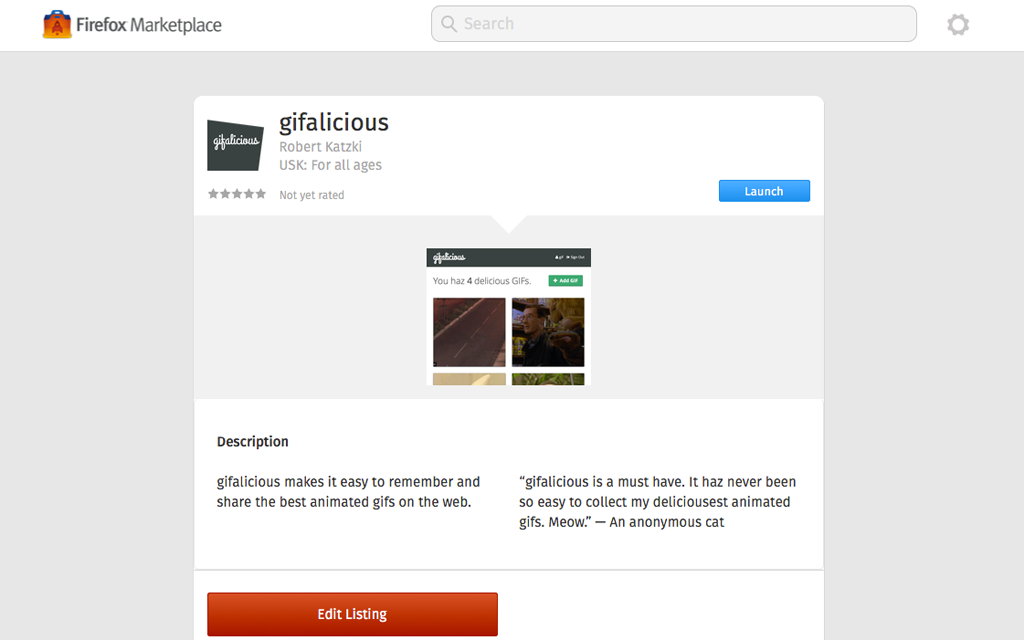 Firefox Marketplace
Search
gifalicious
gifalicious
Robert Katzki
USK: For all ages
Not yet rated
Launch
gifalicious
gif Sign Out
You haz 4 delicious GIFs.
+ Add GIF
Description
gifalicious makes it easy to remember and
share the best animated gifs on the web.
“gifalicious is a must have. It haz never been
so easy to collect my deliciousest animated
gifs. Meow.” — An anonymous cat
Edit Listing